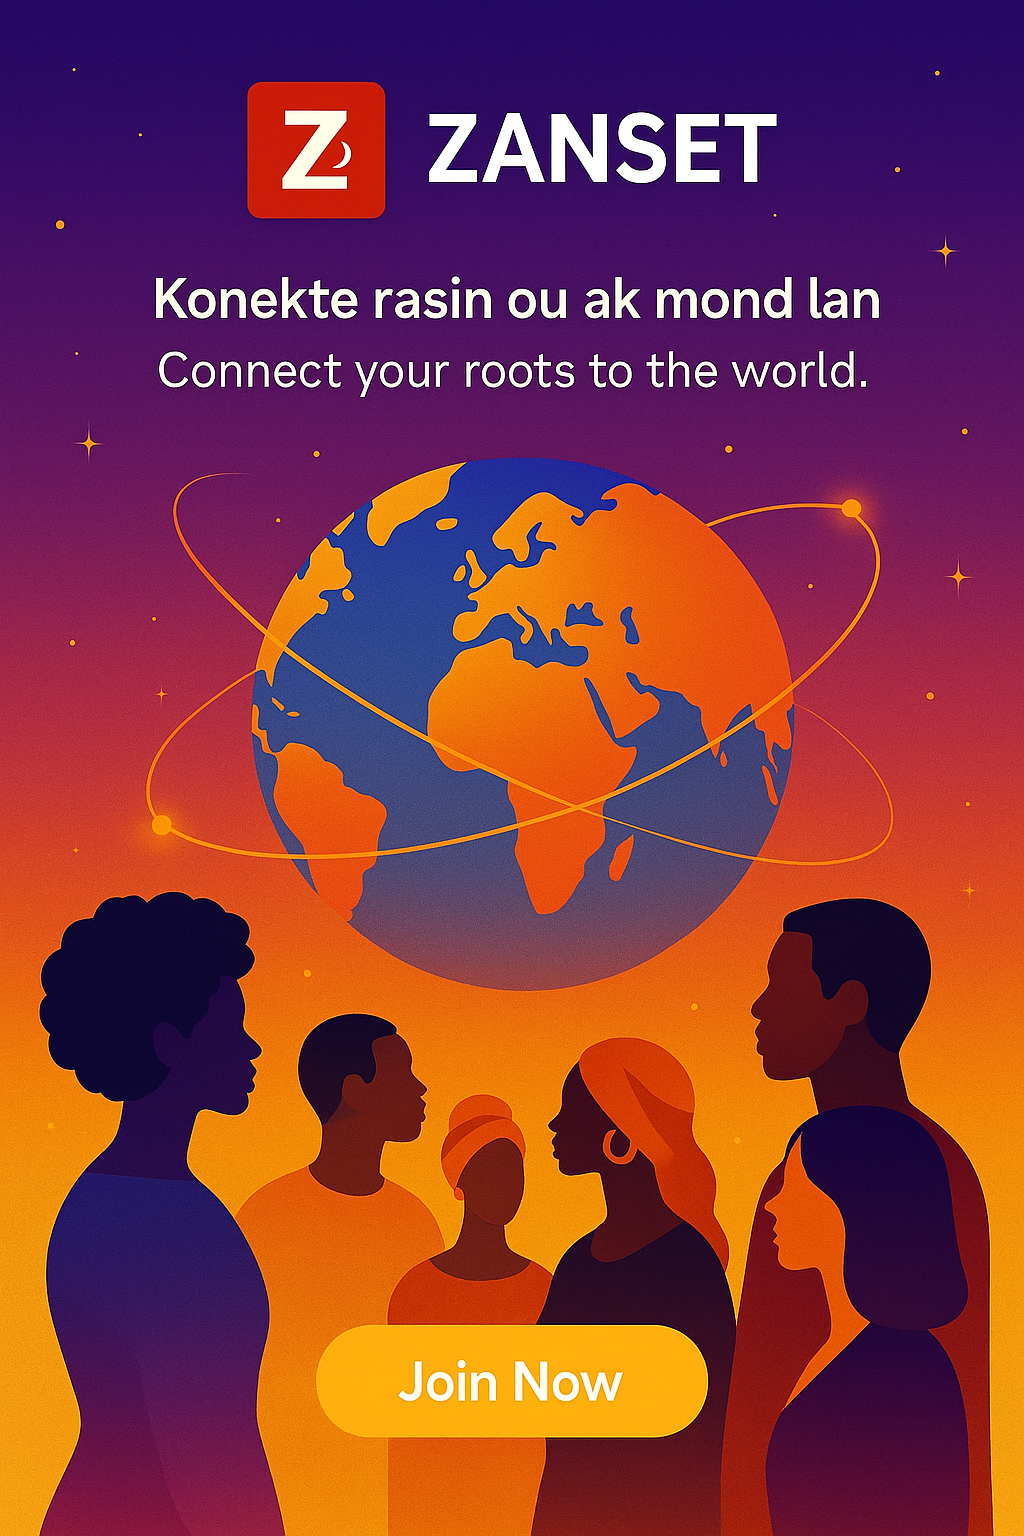 Z
ZANSET
Konekte rasin ou ak mond lan
Connect your roots to the world.
Join Now